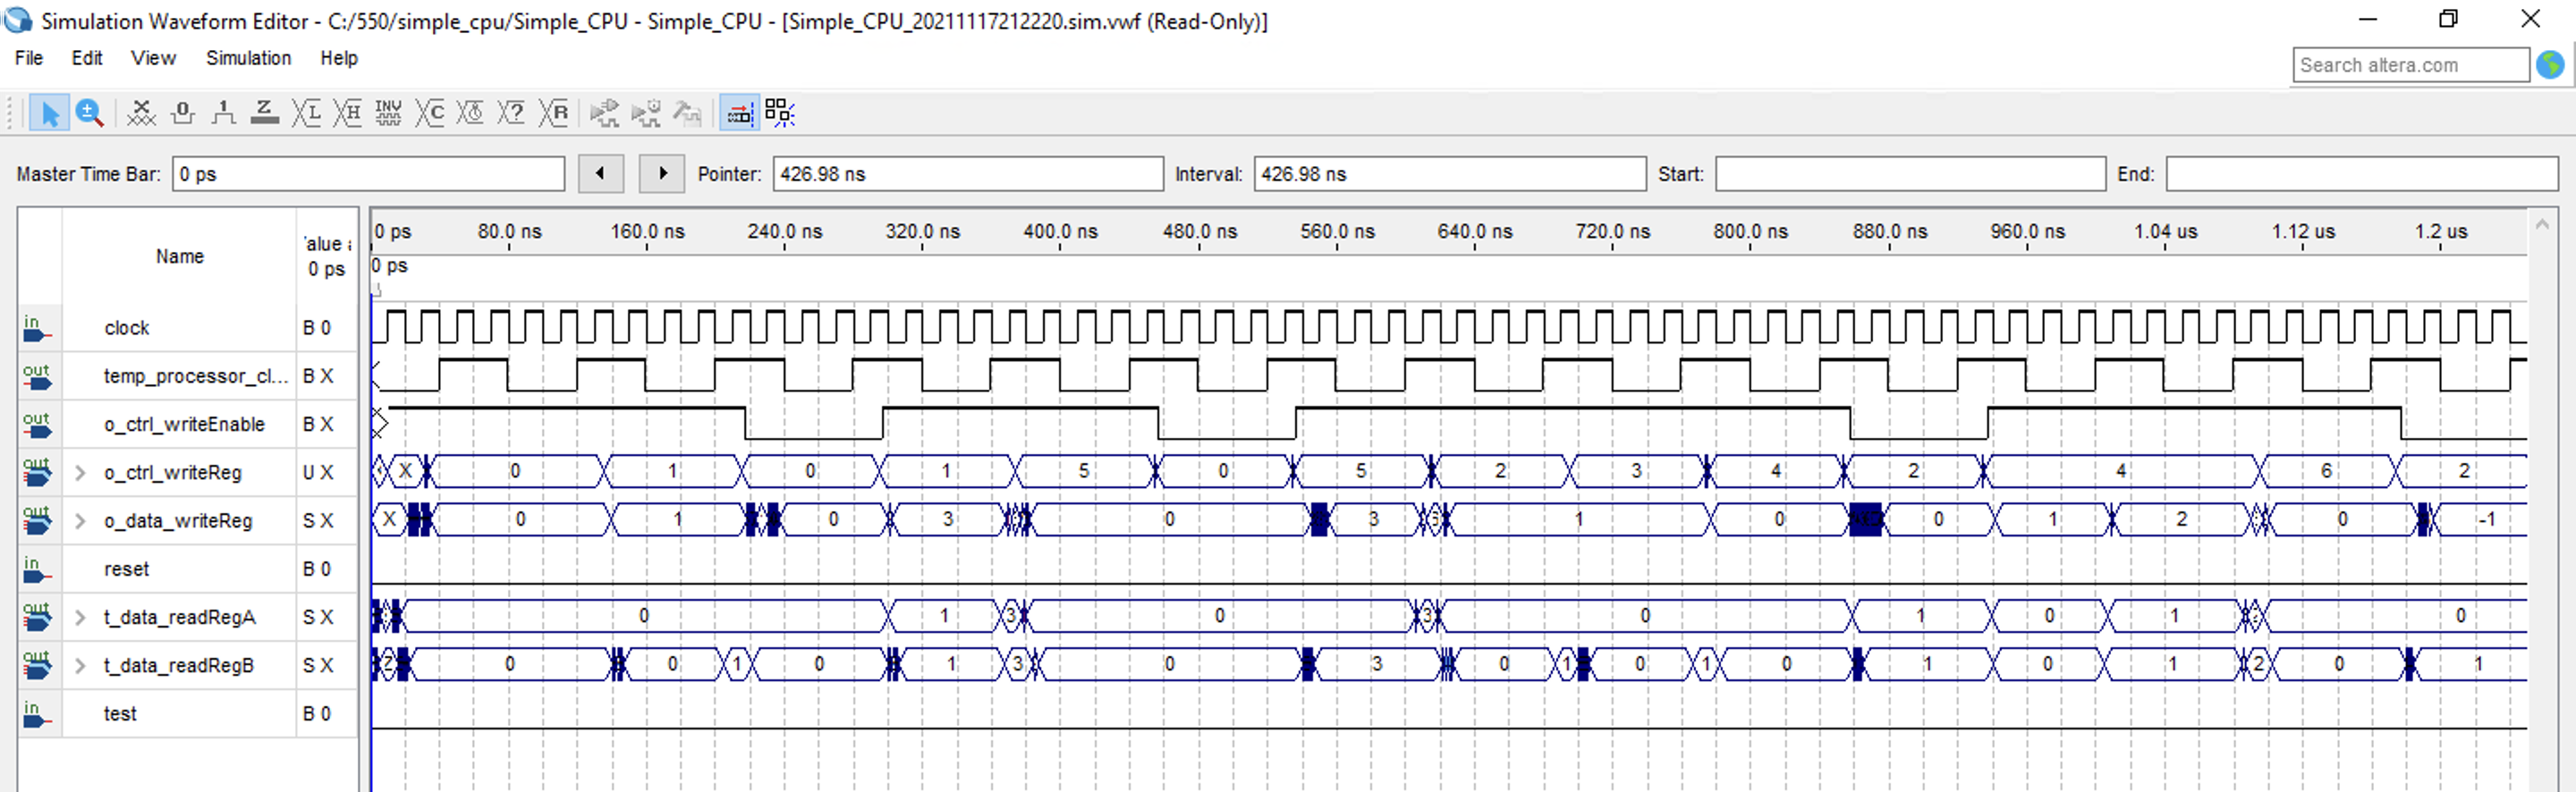 Simulation Waveform Editor - C:/550/simple_cpu/Simple_CPU - Simple_CPU - [Simple_CPU_20211117212220.sim.vwf (Read-Only)]
File Edit View Simulation Help
Search altera.com
Master Time Bar: 0 ps Pointer: 426.98 ns Interval: 426.98 ns Start: End:
Name 0 ps
0 ps 80.0 ns 160.0 ns 240.0 ns 320.0 ns 400.0 ns 480.0 ns 560.0 ns 640.0 ns 720.0 ns 800.0 ns 880.0 ns 960.0 ns 1.04 us 1.12 us 1.2 us
0 ps
in clock B 0
out temp_processor_cl... B X
out o_ctrl_writeEnable B X
out o_ctrl_writeReg U X X 0 1 0 1 5 0 5 2 3 4 2 4 6 2
out o_data_writeReg S X X 0 1 0 3 0 3 1 0 0 1 2 0 -1
in reset B 0
out t_data_readRegA S X 0 1 3 0 3 0 1 0 1 0
out t_data_readRegB S X 0 0 1 0 1 3 0 3 0 1 0 1 0 1 0 1 2 0 1
in test B 0